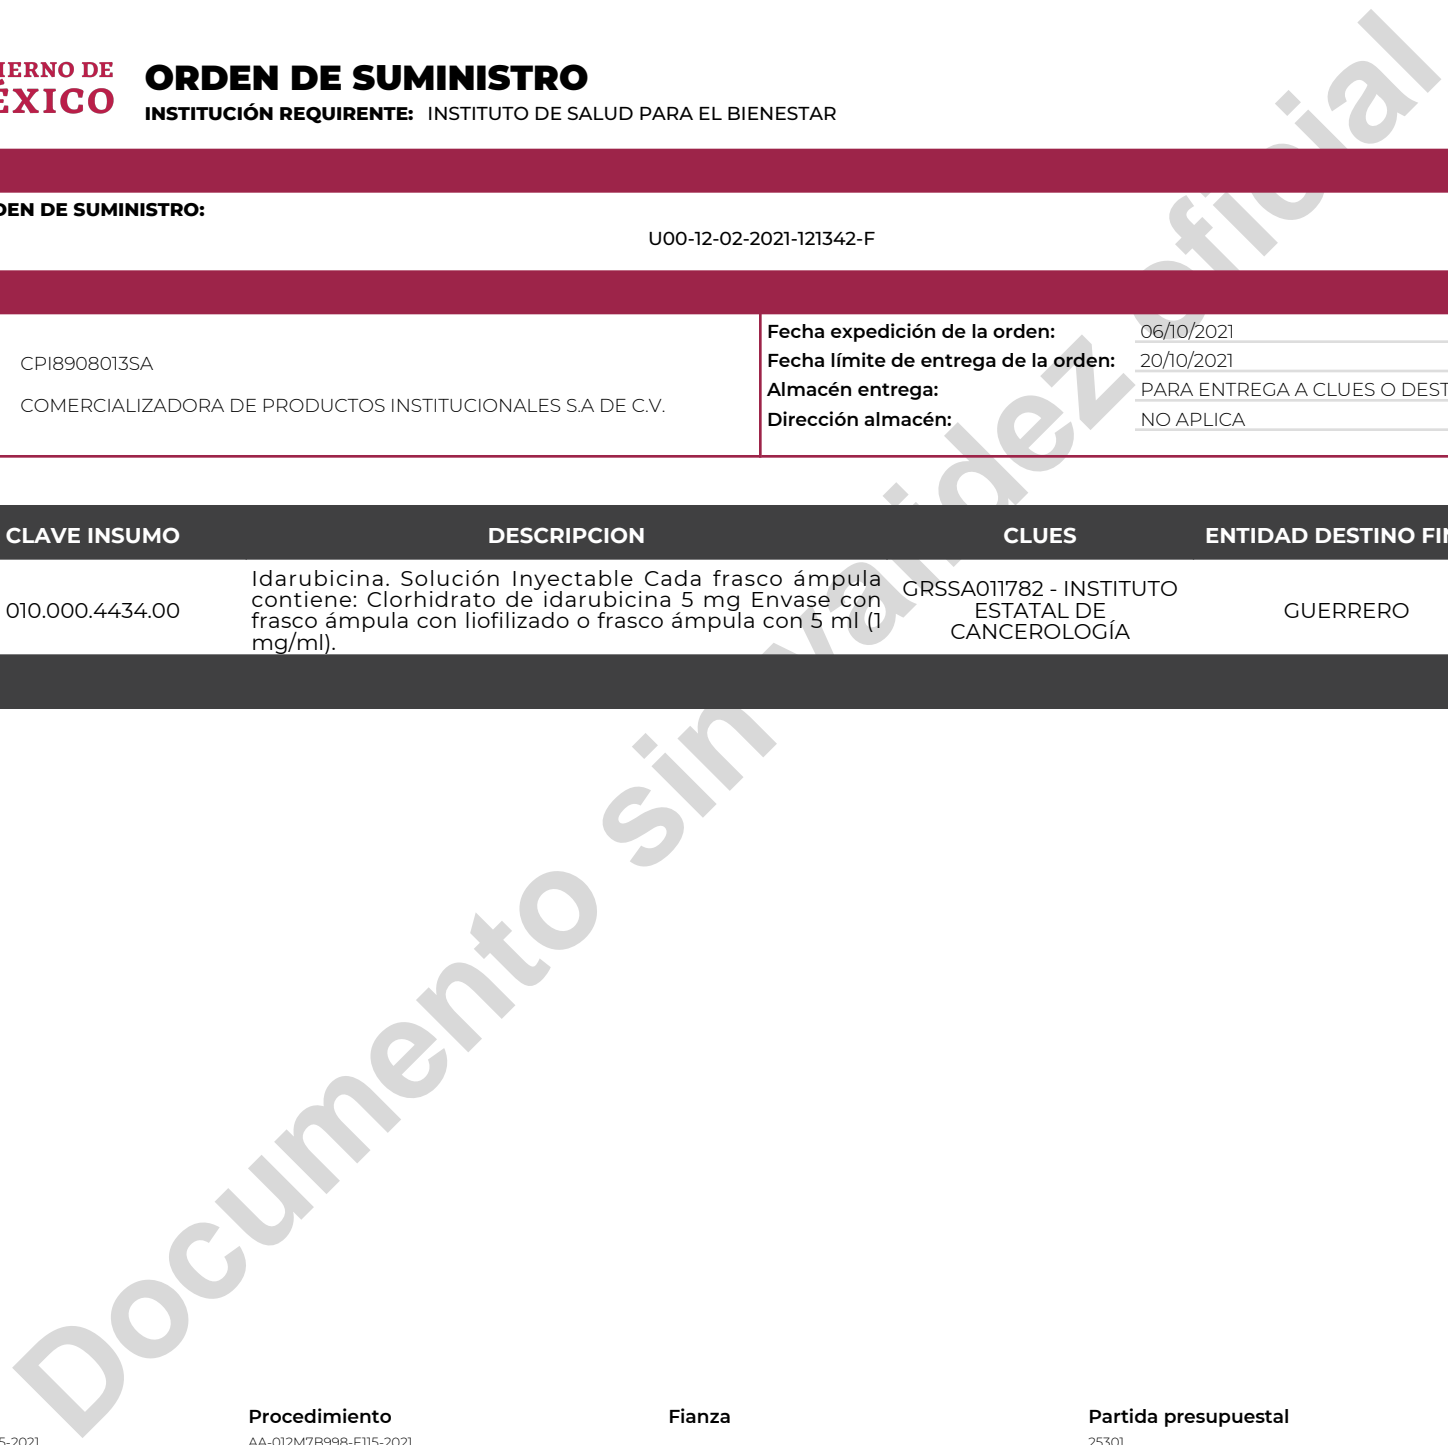 ORDEN DE SUMINISTRO
DE
INSTITUCIÓN REQUIRENTE: INSTITUTO DE SALUD PARA EL BIENESTAR
DE SUMINISTRO:
U00-12-02-2021-121342-F
Fecha expedición de la orden: 06/10/2021
CPI8908013SA
Fecha límite de entrega de la orden: 20/10/2021
Almacén entrega: PARA ENTREGA A CLUES O
COMERCIALIZADORA DE PRODUCTOS INSTITUCIONALES S.A DE C.V.
Dirección almacén: NO APLICA
CLAVE INSUMO DESCRIPCION CLUES ENTIDAD DESTINO
010.000.4434.00
Idarubicina. Solución Inyectable Cada frasco ámpula
contiene: Clorhidrato de idarubicina 5 mg Envase con
frasco ámpula con liofilizado o frasco ámpula con 5 ml (1
mg/ml).
GRSSA011782 - INSTITUTO
ESTATAL DE
CANCEROLOGÍA
GUERRERO
Documento sin validez oficial
Procedimiento Fianza Partida presupuestal
AA-012M7B998-E115-2021 25301